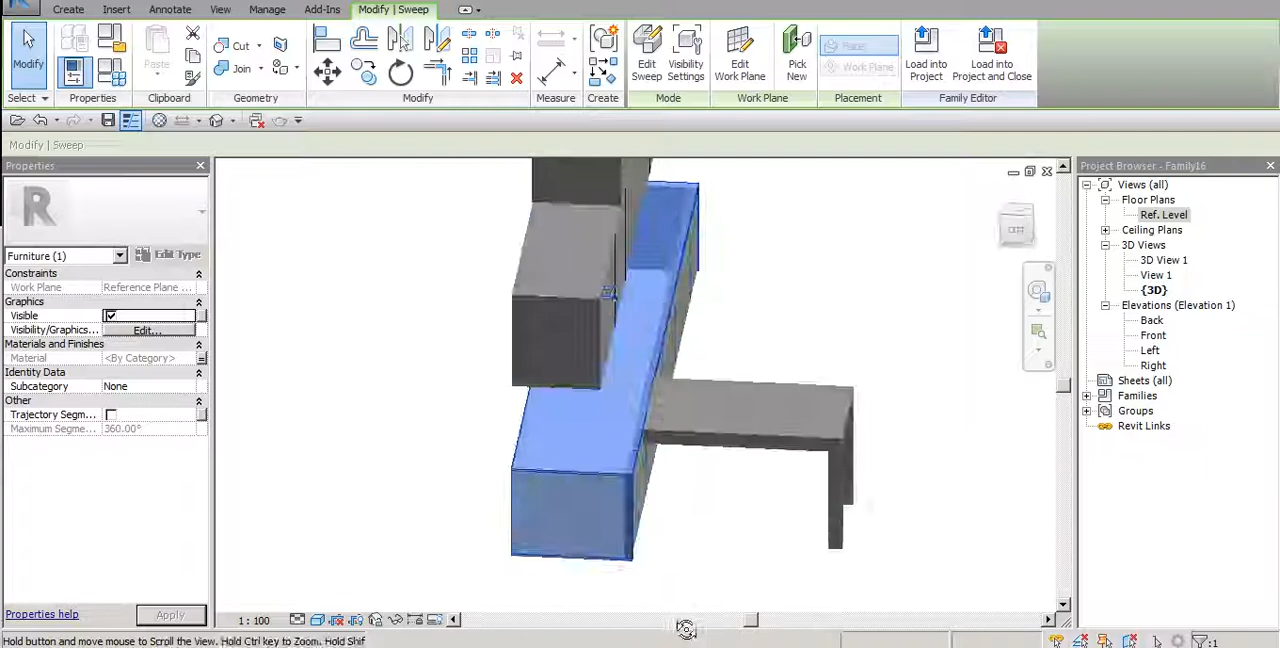 Create Insert Annotate View Manage Add-Ins Modify | Sweep
Modify
Paste
Cut
Join
Edit Sweep
Visibility Settings
Edit Work Plane
Pick New
Work Plane
Load into Project
Load into Project and Close
Select Properties Clipboard Geometry Modify Measure Create Mode Work Plane Placement Family Editor
Modify | Sweep
Properties
Project Browser - Family16
R
Furniture (1) Edit Type
Constraints
Work Plane Reference Plane ...
Graphics
Visible
Visibility/Graphics... Edit...
Materials and Finishes
Material <By Category>
Identity Data
Subcategory None
Other
Trajectory Segm...
Maximum Segme... 360.00°
Properties help Apply
Views (all)
Floor Plans
Ref. Level
Ceiling Plans
3D Views
3D View 1
View 1
{3D}
Elevations (Elevation 1)
Back
Front
Left
Right
Sheets (all)
Families
Groups
Revit Links
1 : 100
Hold button and move mouse to Scroll the View. Hold Ctrl key to Zoom. Hold Shif
:1